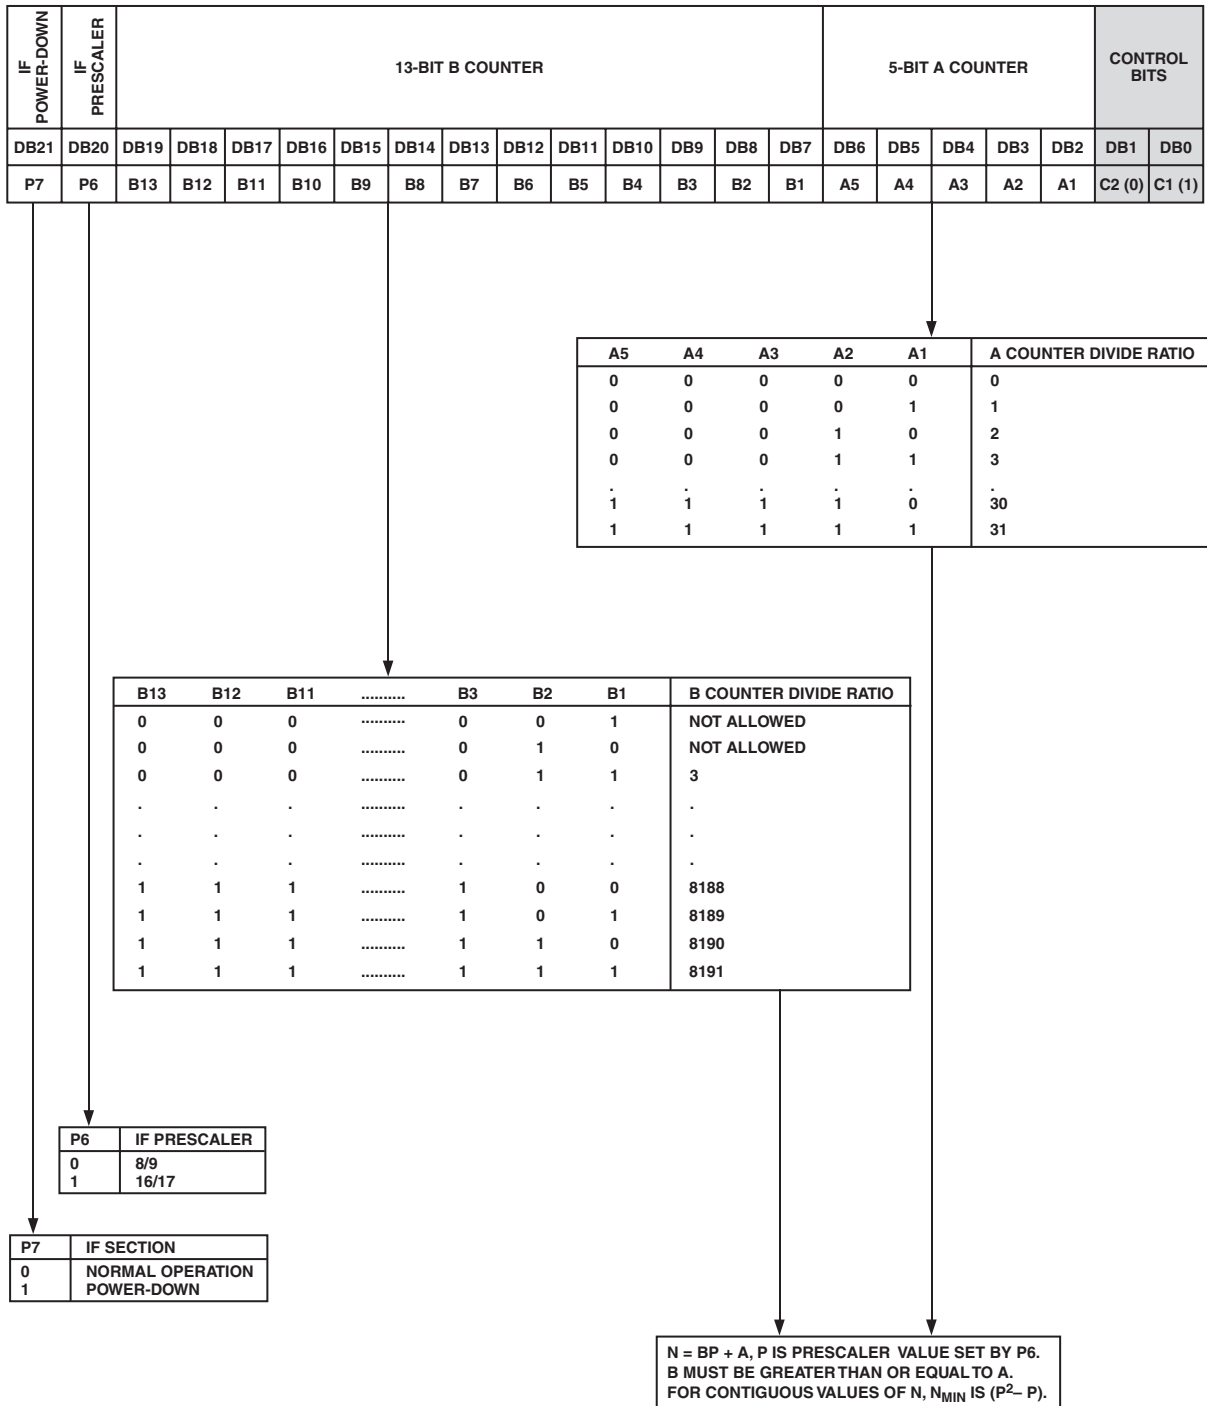 IF POWER-DOWN
IF PRESCALER
13-BIT B COUNTER
5-BIT A COUNTER
CONTROL BITS
DB21 DB20 DB19 DB18 DB17 DB16 DB15 DB14 DB13 DB12 DB11 DB10 DB9 DB8 DB7 DB6 DB5 DB4 DB3 DB2 DB1 DB0
P7 P6 B13 B12 B11 B10 B9 B8 B7 B6 B5 B4 B3 B2 B1 A5 A4 A3 A2 A1 C2 (0) C1 (1)
A5 A4 A3 A2 A1 A COUNTER DIVIDE RATIO
0 0 0 0 0 0
0 0 0 0 1 1
0 0 0 1 0 2
0 0 0 1 1 3
. . . . . .
1 1 1 1 0 30
1 1 1 1 1 31
B13 B12 B11 .......... B3 B2 B1 B COUNTER DIVIDE RATIO
0 0 0 .......... 0 0 1 NOT ALLOWED
0 0 0 .......... 0 1 0 NOT ALLOWED
0 0 0 .......... 0 1 1 3
. . . .......... . . . .
. . . .......... . . . .
. . . .......... . . . .
1 1 1 .......... 1 0 0 8188
1 1 1 .......... 1 0 1 8189
1 1 1 .......... 1 1 0 8190
1 1 1 .......... 1 1 1 8191
P6 IF PRESCALER
0 8/9
1 16/17
P7 IF SECTION
0 NORMAL OPERATION
1 POWER-DOWN
N = BP + A, P IS PRESCALER VALUE SET BY P6.
B MUST BE GREATER THAN OR EQUAL TO A.
FOR CONTIGUOUS VALUES OF N, NMIN IS (P2– P).